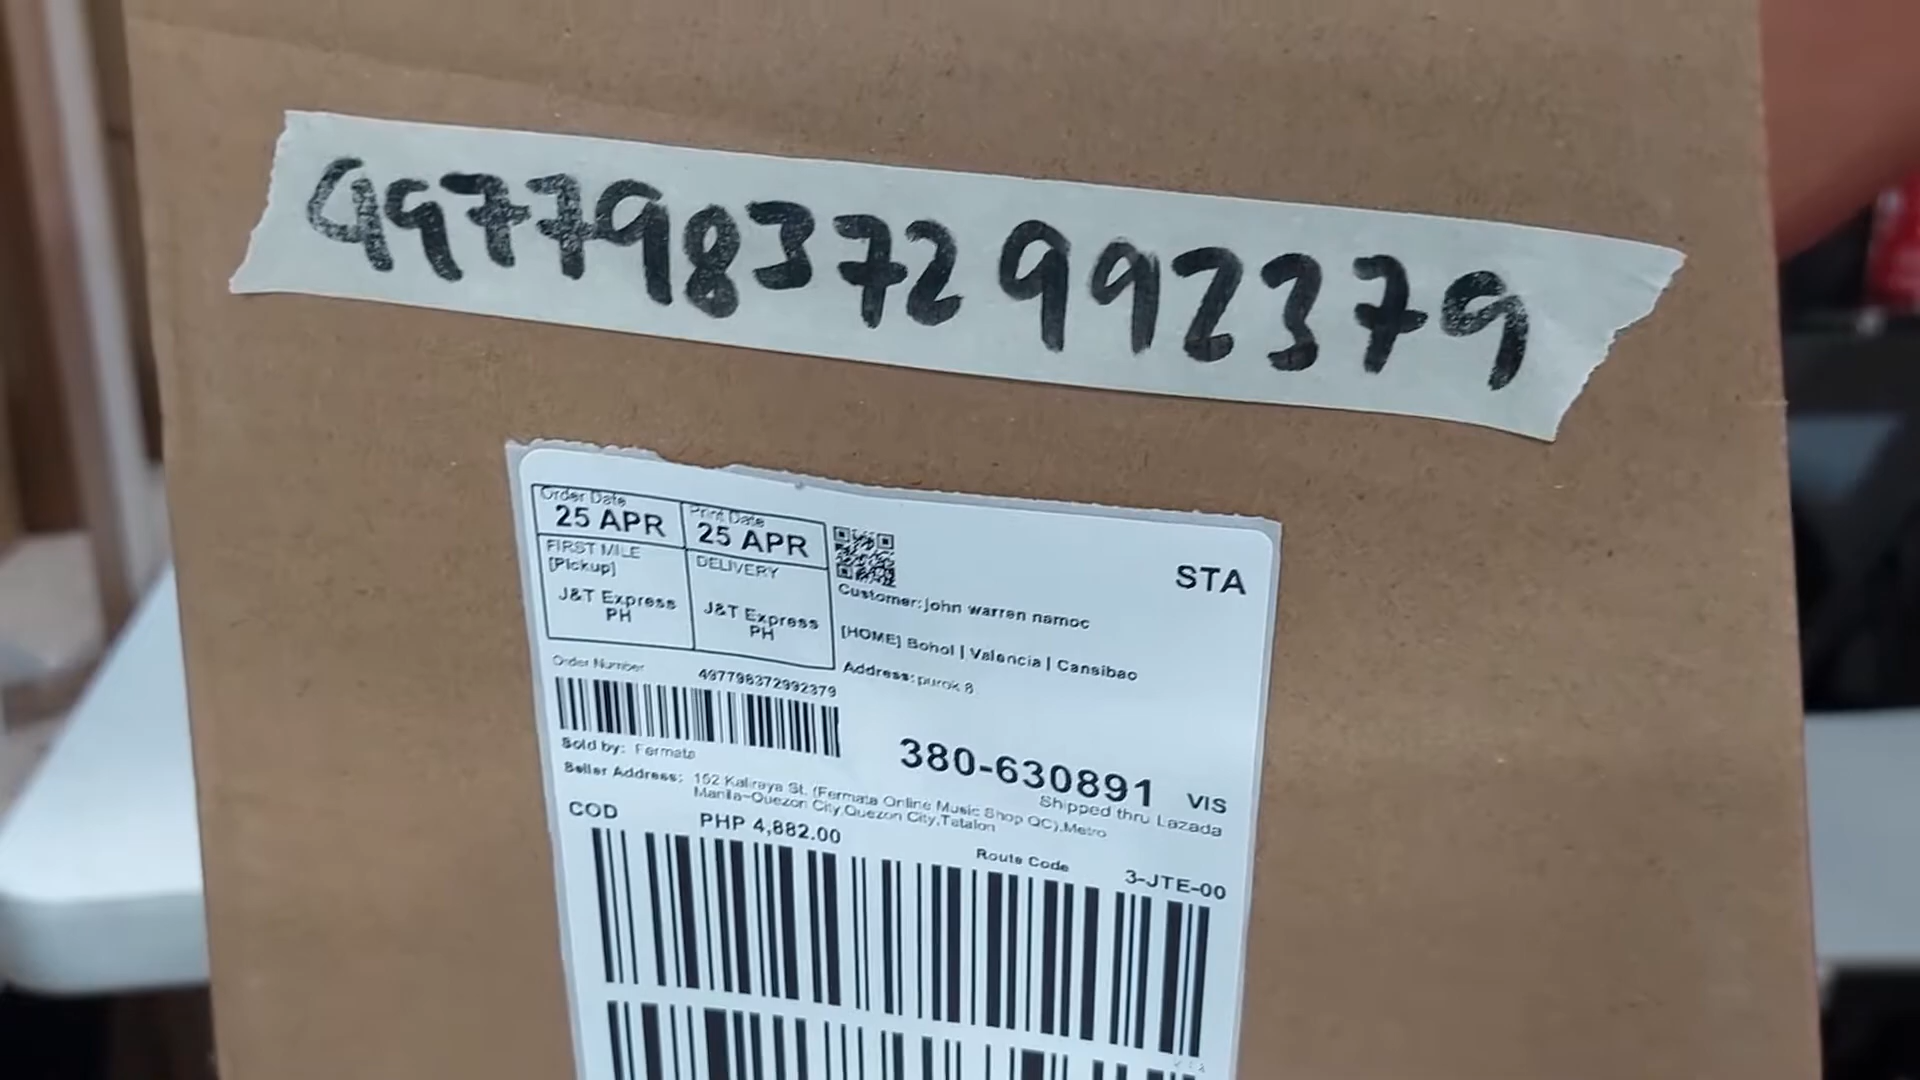 497798372992379
Order Date
25 APR
Print Date
25 APR
FIRST MILE
[Pickup]
J&T Express
PH
DELIVERY
J&T Express
PH
STA
Customer: john warren namoc
[HOME] Bohol | Valencia | Cansibao
Address: purok 8
Order Number
497798372992379
380-630891
VIS
Sold by: Fermata
Shipped thru Lazada
Seller Address: 152 Kaliraya St. (Fermata Online Music Shop QC),Metro
Manila~Quezon City,Quezon City,Tatalon
COD
PHP 4,882.00
Route Code
3-JTE-00